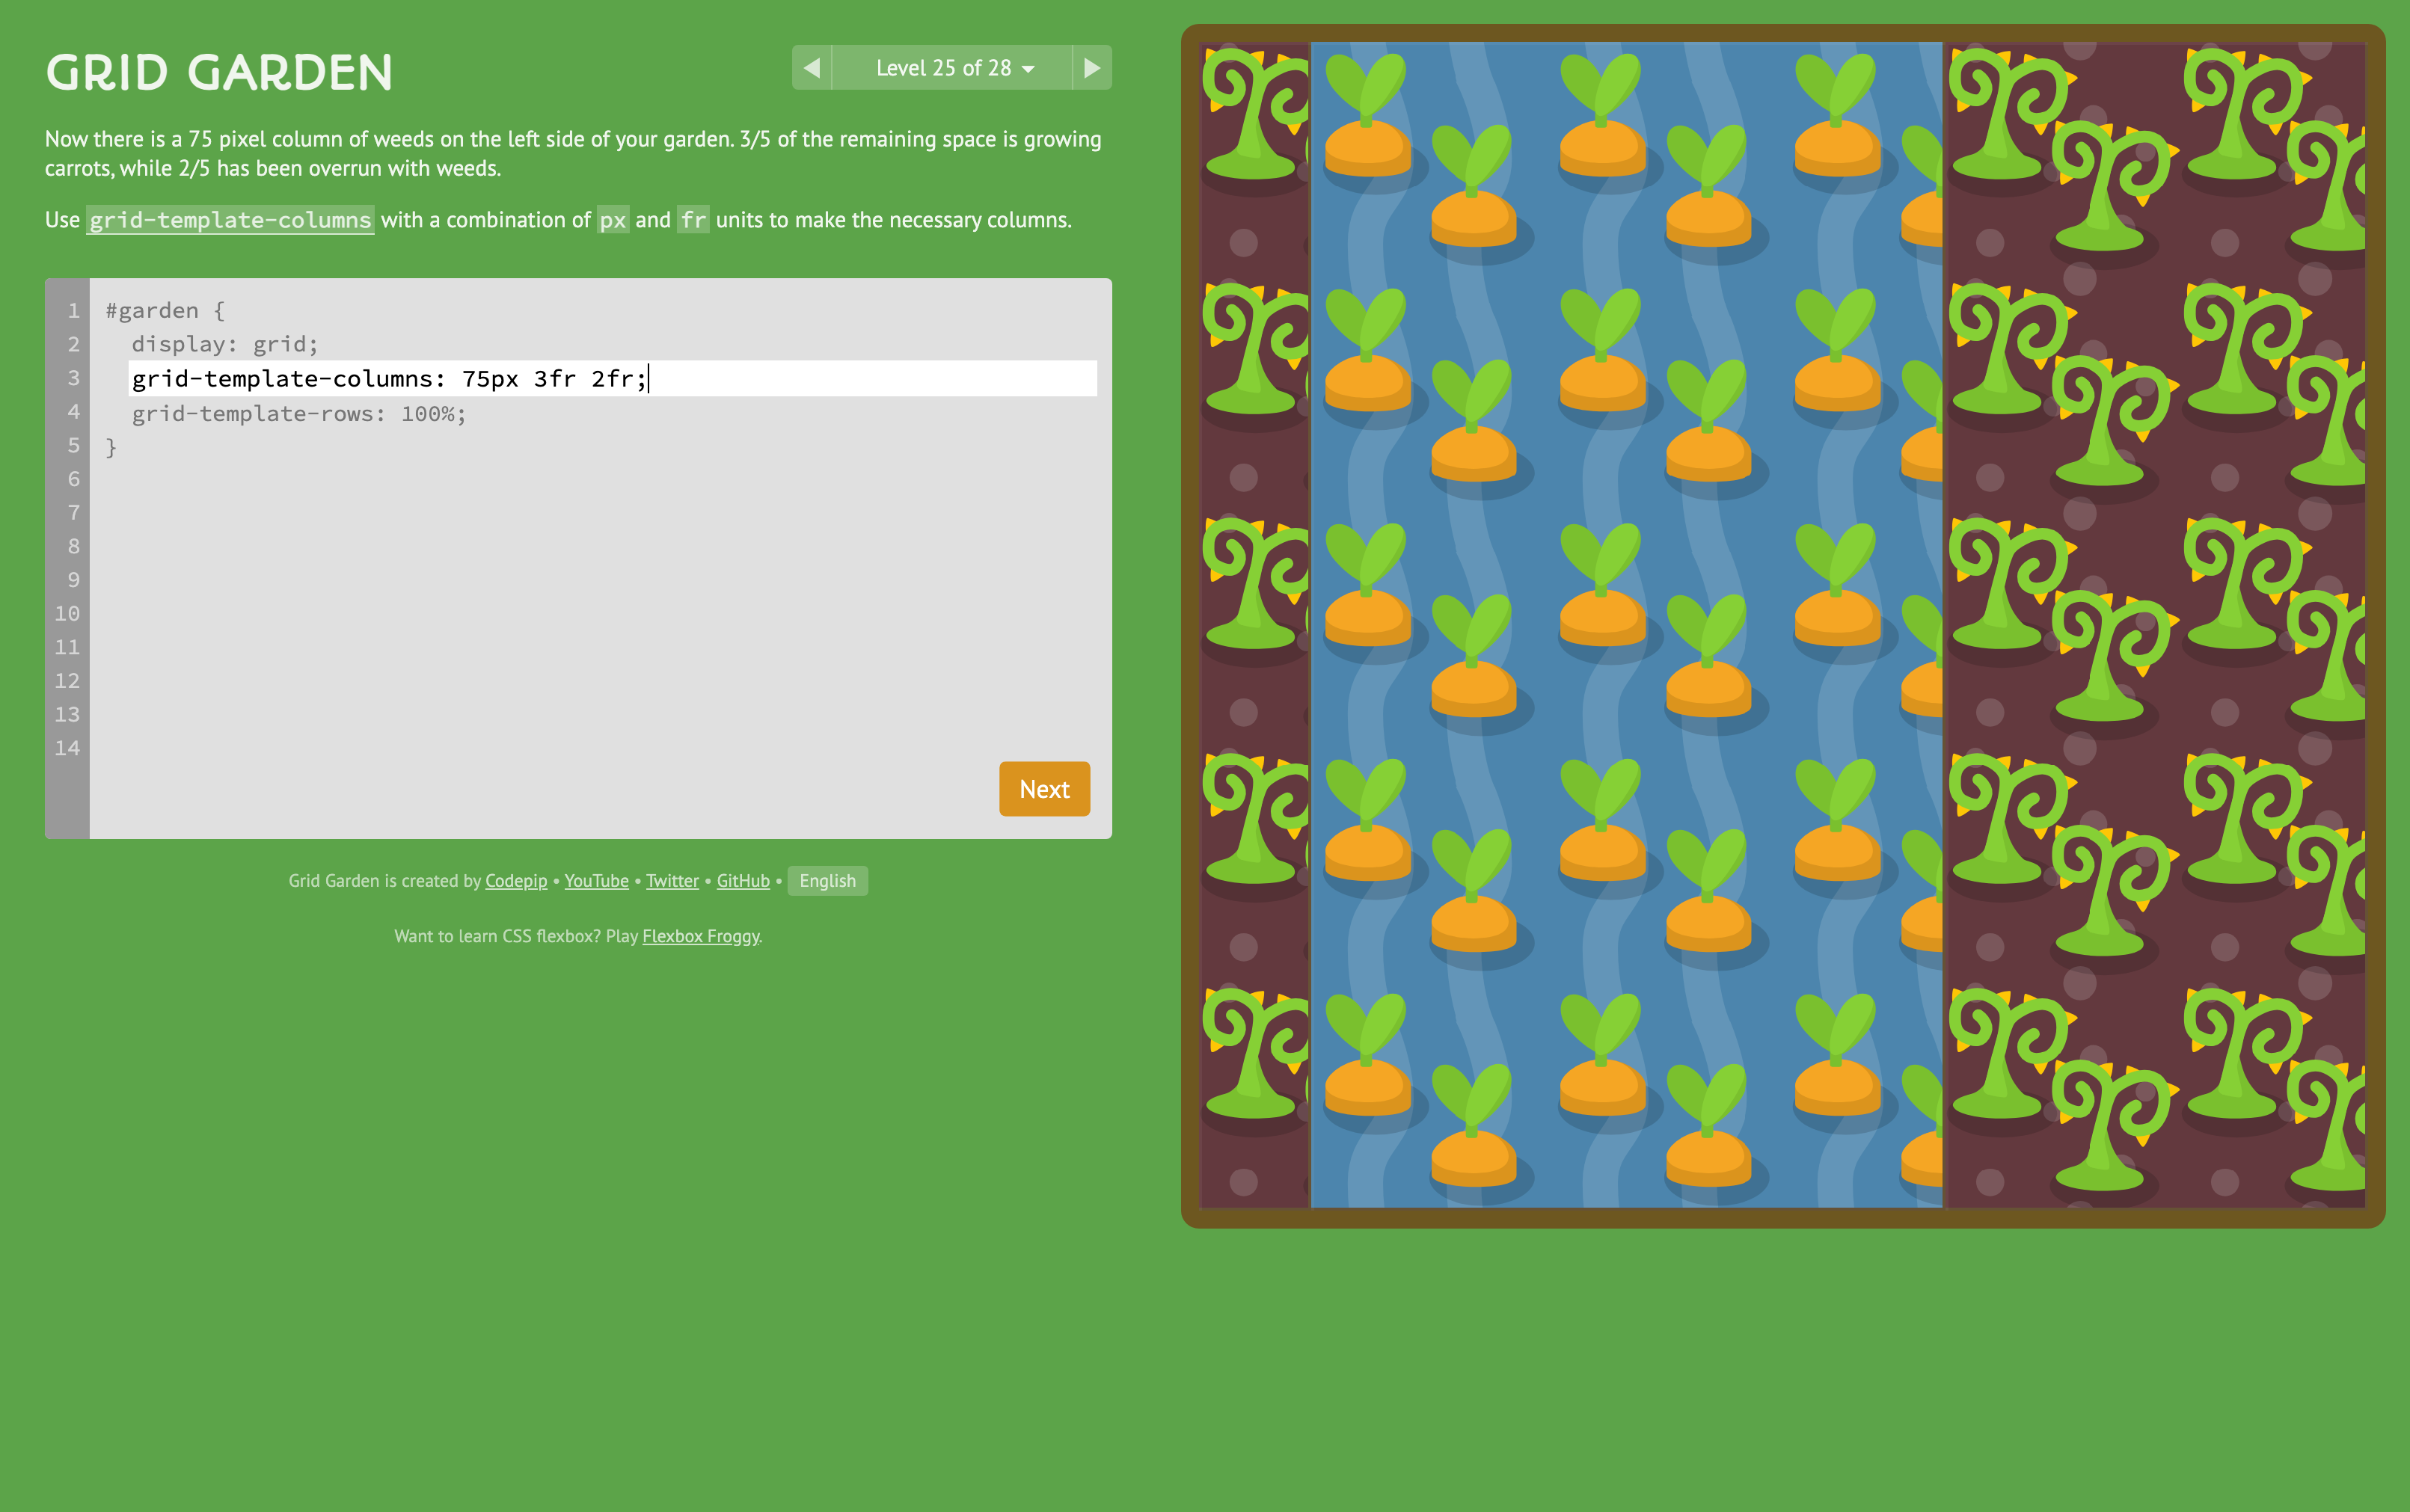 GRID GARDEN
Level 25 of 28
Now there is a 75 pixel column of weeds on the left side of your garden. 3/5 of the remaining space is growing
carrots, while 2/5 has been overrun with weeds.
Use grid-template-columns with a combination of px and fr units to make the necessary columns.
1 #garden {
2 display: grid;
3 grid-template-columns: 75px 3fr 2fr;
4 grid-template-rows: 100%;
5 }
6
7
8
9
10
11
12
13
14
Next
Grid Garden is created by Codepip • YouTube • Twitter • GitHub • English
Want to learn CSS flexbox? Play Flexbox Froggy.